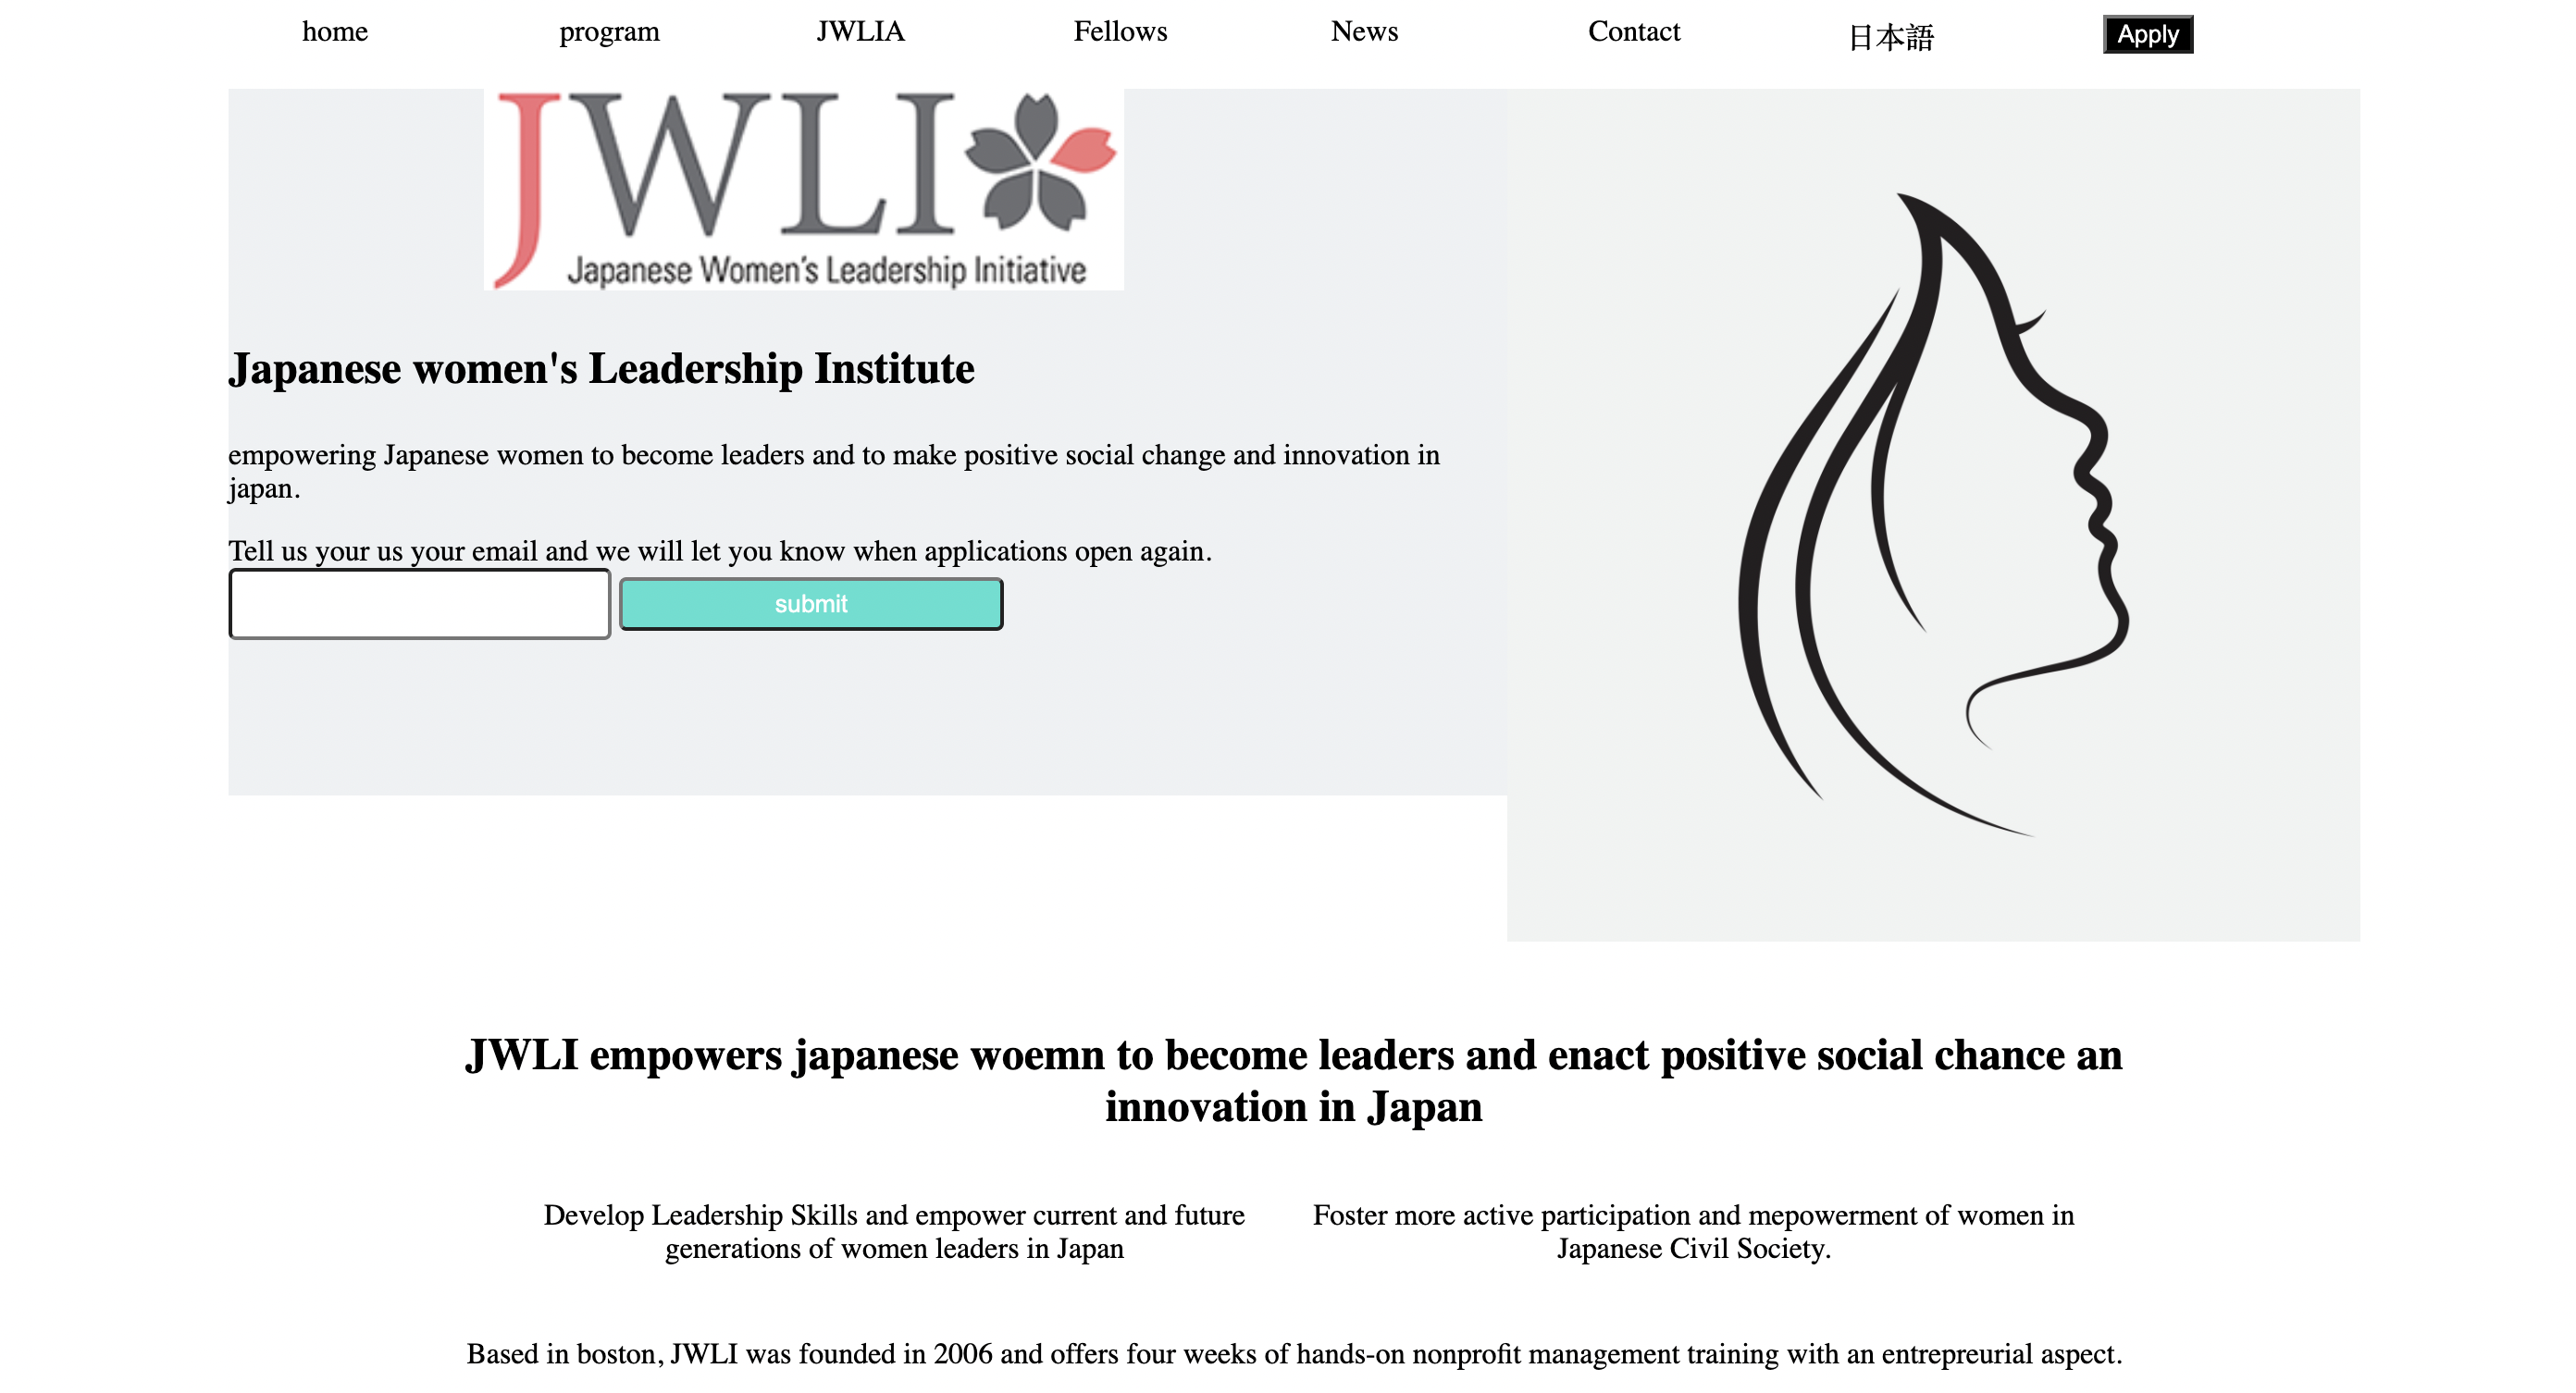 home program JWLIA Fellows News Contact 日本語 Apply
JWLI
Japanese Women's Leadership Initiative
Japanese women's Leadership Institute
empowering Japanese women to become leaders and to make positive social change and innovation in
japan.
Tell us your us your email and we will let you know when applications open again.
submit
JWLI empowers japanese woemn to become leaders and enact positive social chance an
innovation in Japan
Develop Leadership Skills and empower current and future
generations of women leaders in Japan
Foster more active participation and mepowerment of women in
Japanese Civil Society.
Based in boston, JWLI was founded in 2006 and offers four weeks of hands-on nonprofit management training with an entrepreurial aspect.